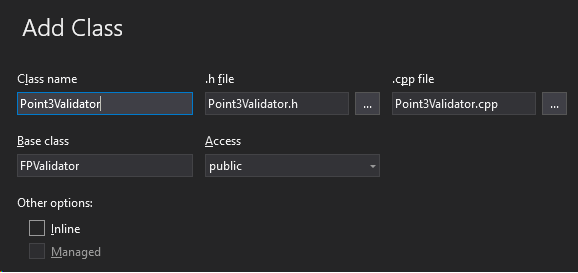 Add Class
Class name .h file .cpp file
Point3Validator Point3Validator.h ... Point3Validator.cpp ...
Base class Access
FPValidator public
Other options:
Inline
Managed